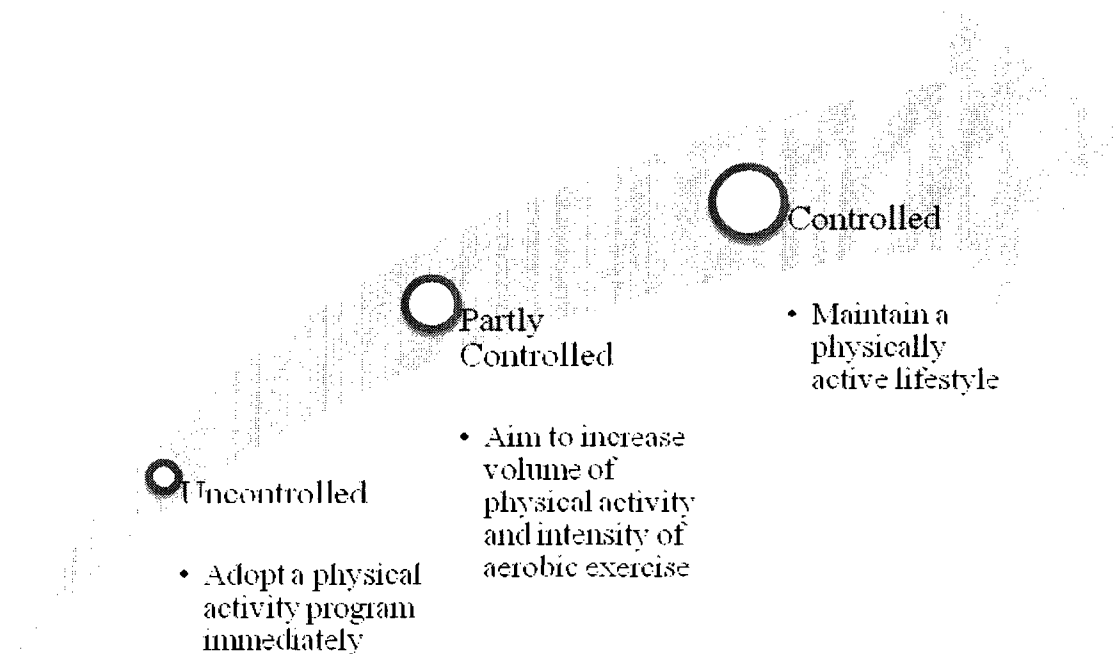 Controlled
• Maintain a
physically
active lifestyle
Partly
Controlled
• Aim to increase
volume of
physical activity
and intensity of
aerobic exercise
Uncontrolled
• Adopt a physical
activity program
immediately